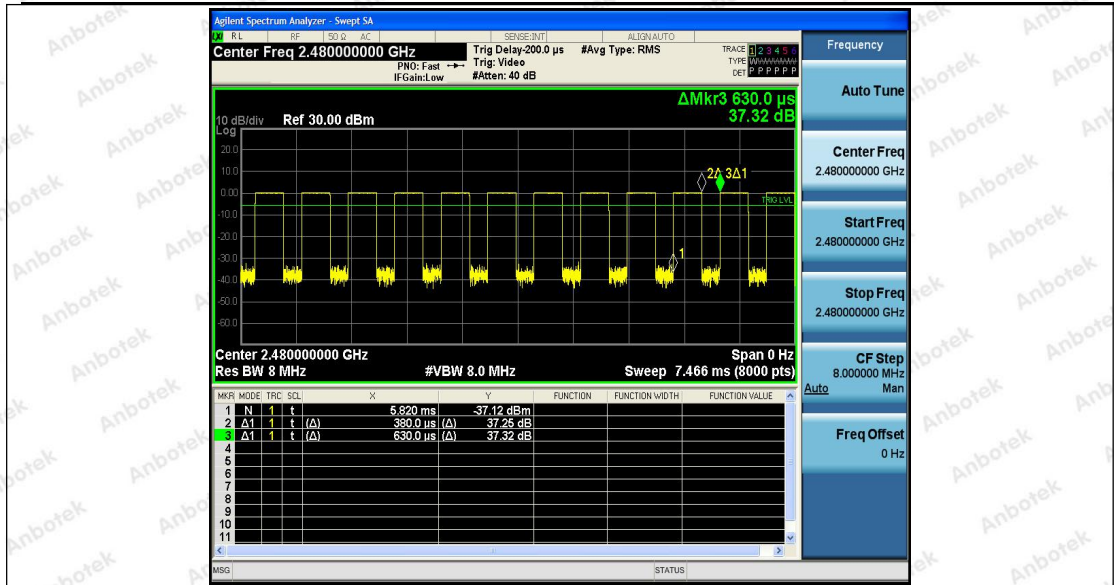 Agilent Spectrum Analyzer - Swept SA
RL RF 50 Ω AC SENSE:INT ALIGNAUTO
Center Freq 2.480000000 GHz
PNO: Fast
IFGain:Low
Trig Delay-200.0 µs
Trig: Video
#Atten: 40 dB
#Avg Type: RMS
TRACE 1 2 3 4 5 6
TYPE
DET P P P P P P
ΔMkr3 630.0 µs
37.32 dB
10 dB/div Ref 30.00 dBm
Log
20.0
10.0
0.00
-10.0
-20.0
-30.0
-40.0
-50.0
-60.0
2Δ 3Δ1
TRIG LVL
1
Center 2.480000000 GHz Span 0 Hz
Res BW 8 MHz #VBW 8.0 MHz Sweep 7.466 ms (8000 pts)
MKR MODE TRC SCL X Y FUNCTION FUNCTION WIDTH FUNCTION VALUE
1 N 1 t 5.820 ms -37.12 dBm
2 Δ1 1 t (Δ) 380.0 µs (Δ) 37.25 dB
3 Δ1 1 t (Δ) 630.0 µs (Δ) 37.32 dB
4
5
6
7
8
9
10
11
MSG STATUS
Frequency
Auto Tune
Center Freq
2.480000000 GHz
Start Freq
2.480000000 GHz
Stop Freq
2.480000000 GHz
CF Step
8.000000 MHz
Auto Man
Freq Offset
0 Hz
Anbotek